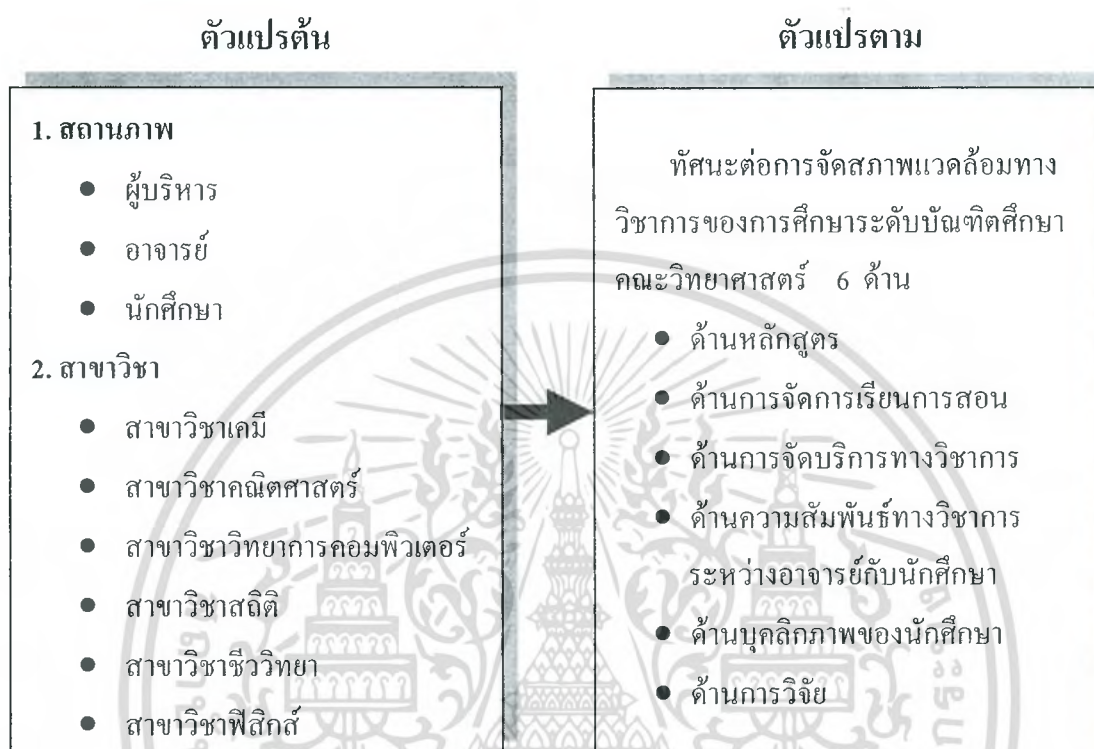 ตัวแปรต้น
1. สถานภาพ
● ผู้บริหาร
● อาจารย์
● นักศึกษา
2. สาขาวิชา
● สาขาวิชาเคมี
● สาขาวิชาคณิตศาสตร์
● สาขาวิชาวิทยาการคอมพิวเตอร์
● สาขาวิชาสถิติ
● สาขาวิชาชีววิทยา
● สาขาวิชาฟิสิกส์
ตัวแปรตาม
ทัศนะต่อการจัดสภาพแวดล้อมทาง
วิชาการของการศึกษาระดับบัณฑิตศึกษา
คณะวิทยาศาสตร์ 6 ด้าน
● ด้านหลักสูตร
● ด้านการจัดการเรียนการสอน
● ด้านการจัดบริการทางวิชาการ
● ด้านความสัมพันธ์ทางวิชาการ
ระหว่างอาจารย์กับนักศึกษา
● ด้านบุคลิกภาพของนักศึกษา
● ด้านการวิจัย